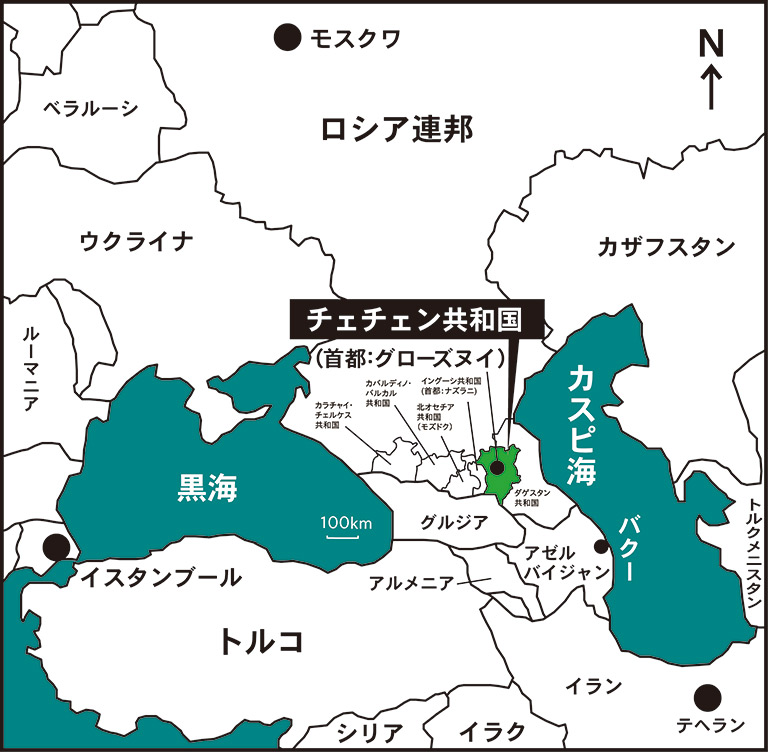 モスクワ
N
ベラルーシ
ロシア連邦
ウクライナ
カザフスタン
チェチェン共和国
(首都:グローズヌイ)
ルーマニア
カラチャイ・
チェルケス
共和国
カバルディノ・
バルカル
共和国
イングーシ共和国
(首都:ナズラニ)
北オセチア
共和国
(モズドク)
カスピ海
黒海
100km
グルジア
ダゲスタン
共和国
トルクメニスタン
バクー
アゼル
バイジャン
アルメニア
イスタンブール
トルコ
イラン
テヘラン
シリア
イラク